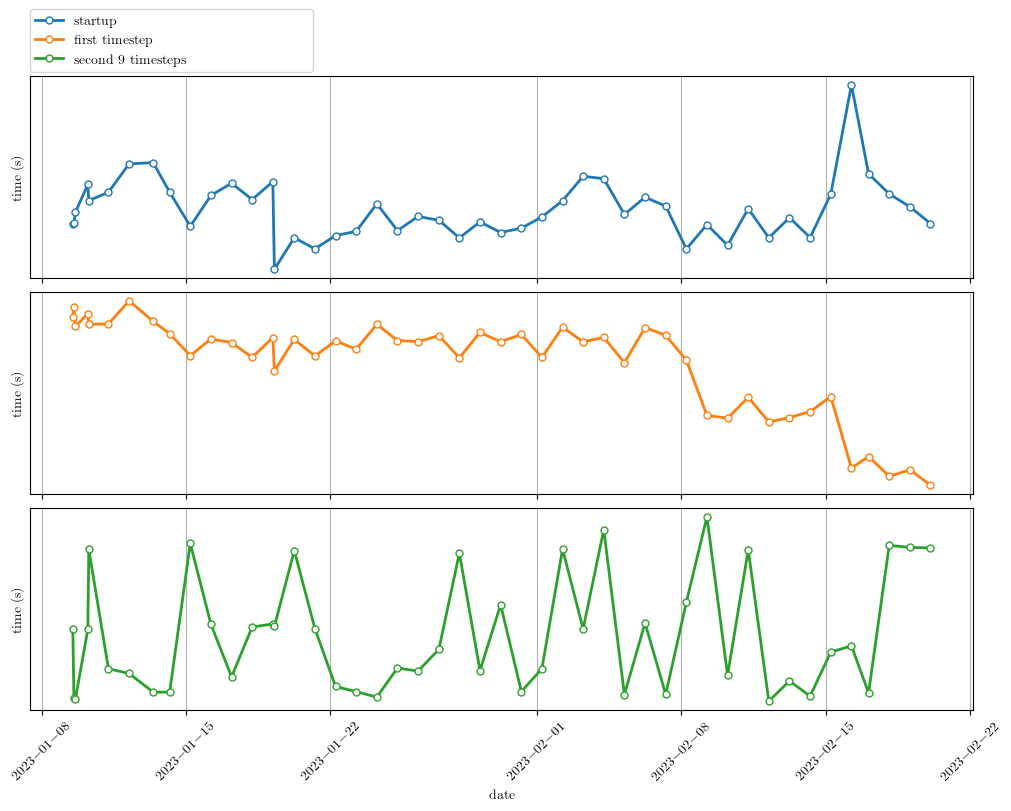 startup
first timestep
second 9 timesteps
time (s)
time (s)
time (s)
2023−01−08
2023−01−15
2023−01−22
2023−02−01
2023−02−08
2023−02−15
2023−02−22
date